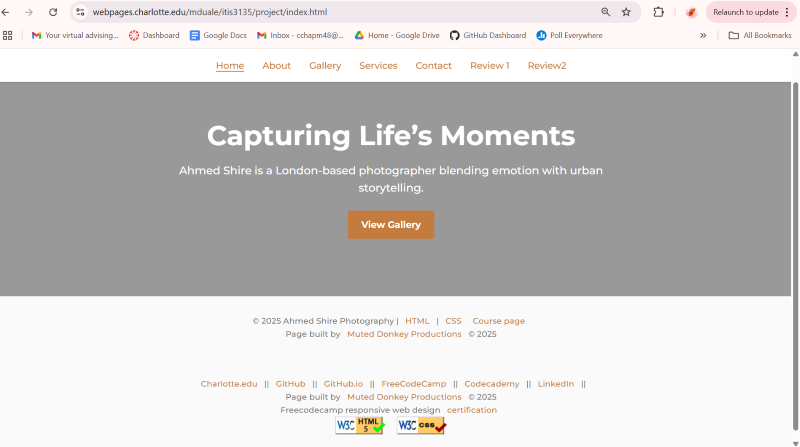 webpages.charlotte.edu/mduale/itis3135/project/index.html
Relaunch to update
Your virtual advising...
Dashboard
Google Docs
Inbox - cchapm48@...
Home - Google Drive
GitHub Dashboard
Poll Everywhere
»
All Bookmarks
Home About Gallery Services Contact Review 1 Review2
Capturing Life's Moments
Ahmed Shire is a London-based photographer blending emotion with urban
storytelling.
View Gallery
© 2025 Ahmed Shire Photography | HTML | CSS Course page
Page built by Muted Donkey Productions © 2025
Charlotte.edu || GitHub || GitHub.io || FreeCodeCamp || Codecademy || LinkedIn ||
Page built by Muted Donkey Productions © 2025
Freecodecamp responsive web design certification
W3C HTML 5 W3C css